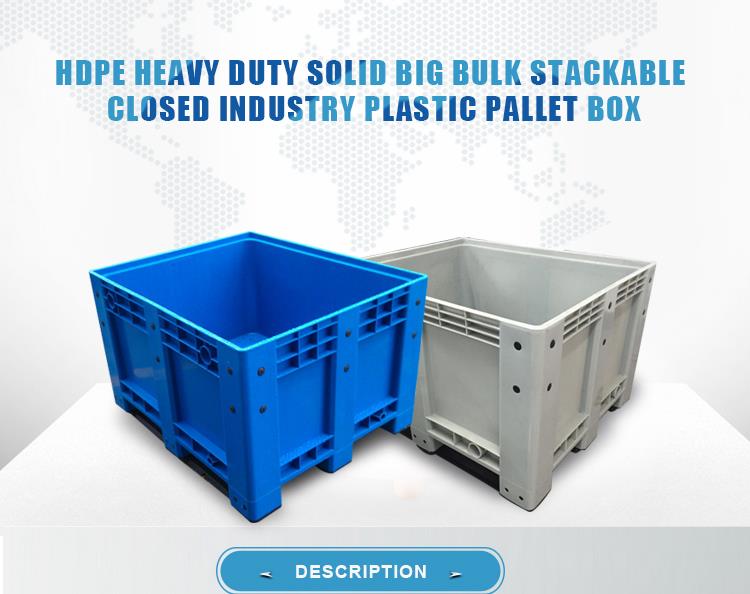 HDPE HEAVY DUTY SOLID BIG BULK STACKABLE
CLOSED INDUSTRY PLASTIC PALLET BOX
DESCRIPTION